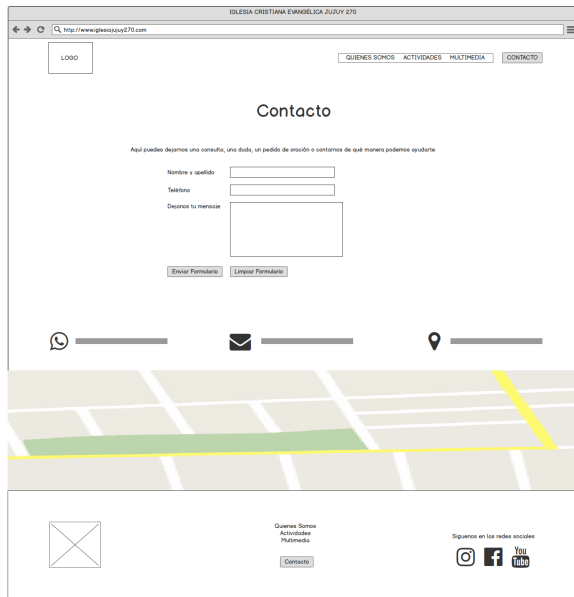 IGLESIA CRISTIANA EVANGÉLICA JUJUY 270
http://www.iglesiajujuy270.com
LOGO
QUIENES SOMOS ACTIVIDADES MULTIMEDIA CONTACTO
Contacto
Aquí puedes dejarnos una consulta, una duda, un pedido de oración o contarnos de qué manera podemos ayudarte
Nombre y apellido
Teléfono
Dejanos tu mensaje
Enviar Formulario Limpiar Formulario
Quienes Somos
Actividades
Multimedia
Contacto
Siguenos en las redes sociales
You
Tube